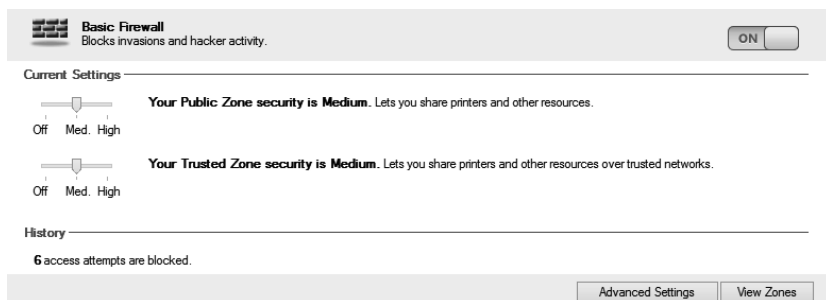 Basic Firewall
Blocks invasions and hacker activity.
ON
Current Settings
Your Public Zone security is Medium. Lets you share printers and other resources.
Off Med. High
Your Trusted Zone security is Medium. Lets you share printers and other resources over trusted networks.
Off Med. High
History
6 access attempts are blocked.
Advanced Settings View Zones